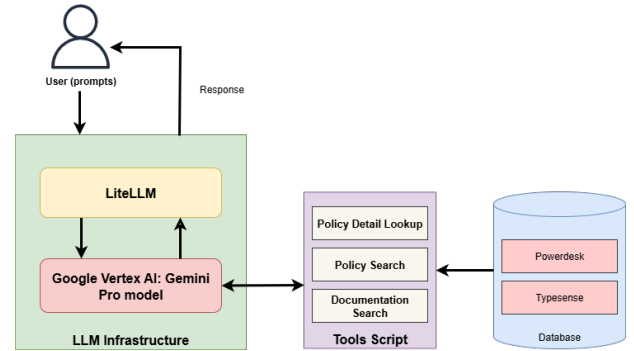 User (prompts)
Response
LiteLLM
Google Vertex AI: Gemini
Pro model
LLM Infrastructure
Policy Detail Lookup
Policy Search
Documentation
Search
Tools Script
Powerdesk
Typesense
Database